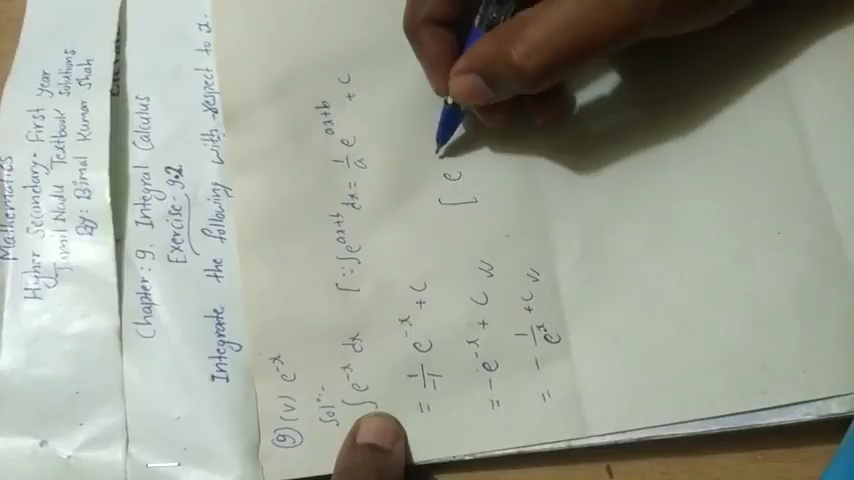 Mathematics
Higher Secondary - First Year
Tamil Nadu Textbook Solutions
By: Bimal Kumar Shah
Chapter: 9. Integral Calculus
Exercise - 9.2
Integrate the following with respect to x.
(9) (v) e^-x
Solⁿ:-
∫e^-x dx [∵ ∫e^ax+b dx = 1/a e^ax+b + C
= 1/-1 e^-x + C
= -e^-x + C
[e
= - 1/e^x + C